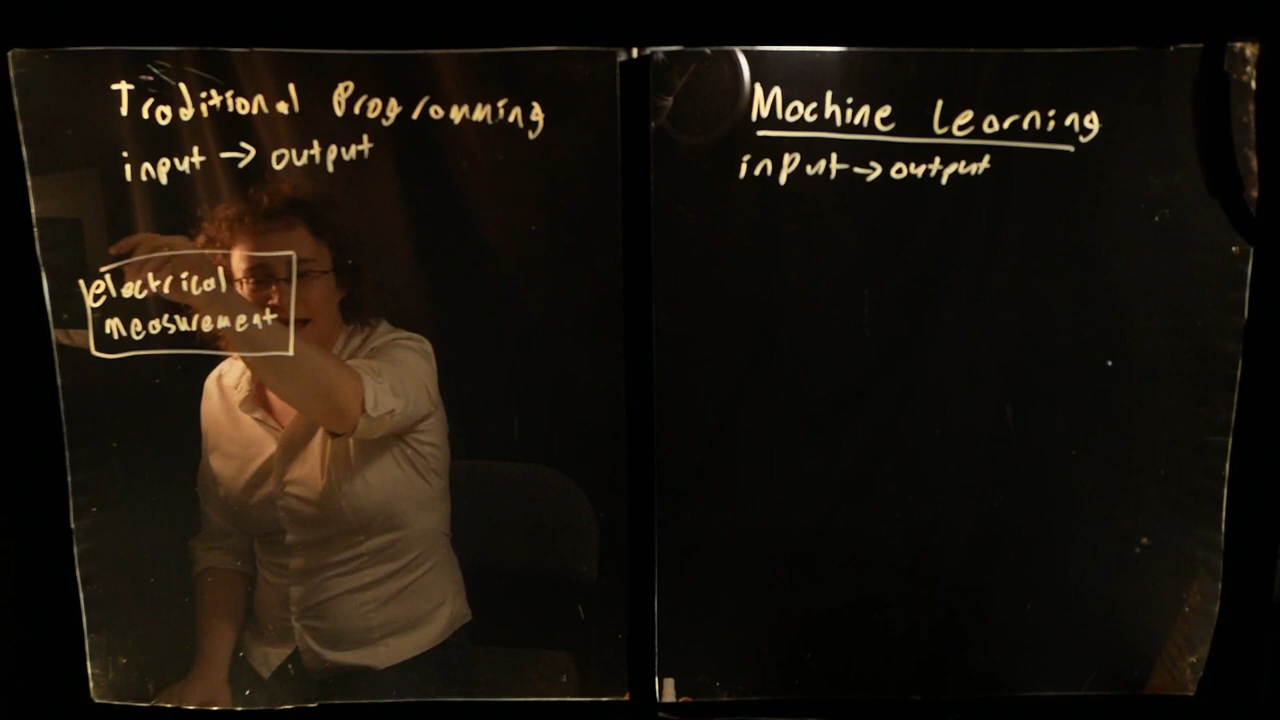 Traditional Programming
input → output
electrical
measurement
Machine Learning
input → output